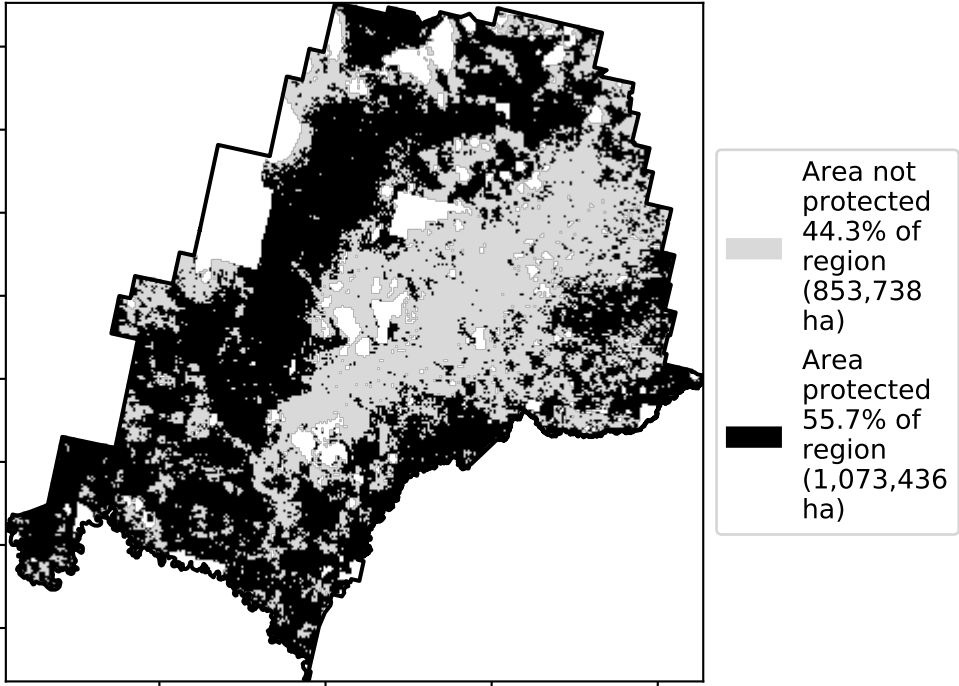 Area not
protected
44.3% of
region
(853,738
ha)
Area
protected
55.7% of
region
(1,073,436
ha)